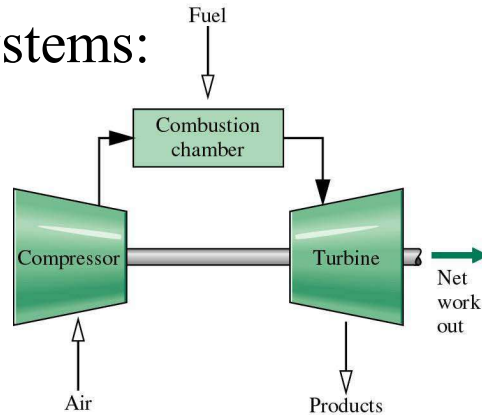 Fuel
stems:
Combustion
chamber
Compressor
Turbine
Net
work
out
Air
Products